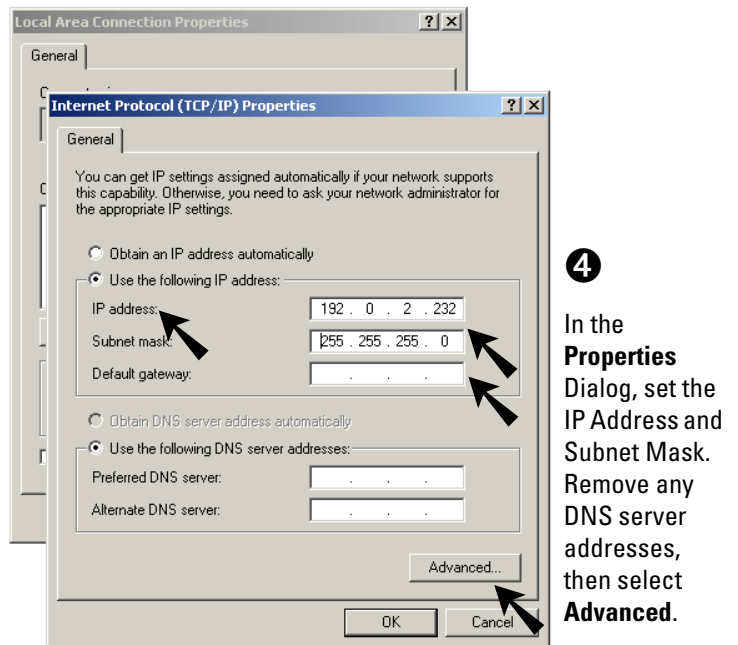 Local Area Connection Properties
General
Internet Protocol (TCP/IP) Properties
General
You can get IP settings assigned automatically if your network supports
this capability. Otherwise, you need to ask your network administrator for
the appropriate IP settings.
Obtain an IP address automatically
Use the following IP address:
IP address: 192 . 0 . 2 . 232
Subnet mask: 255 . 255 . 255 . 0
Default gateway: . . .
Obtain DNS server address automatically
Use the following DNS server addresses:
Preferred DNS server: . . .
Alternate DNS server: . . .
Advanced...
OK Cancel
❹
In the
Properties
Dialog, set the
IP Address and
Subnet Mask.
Remove any
DNS server
addresses,
then select
Advanced.